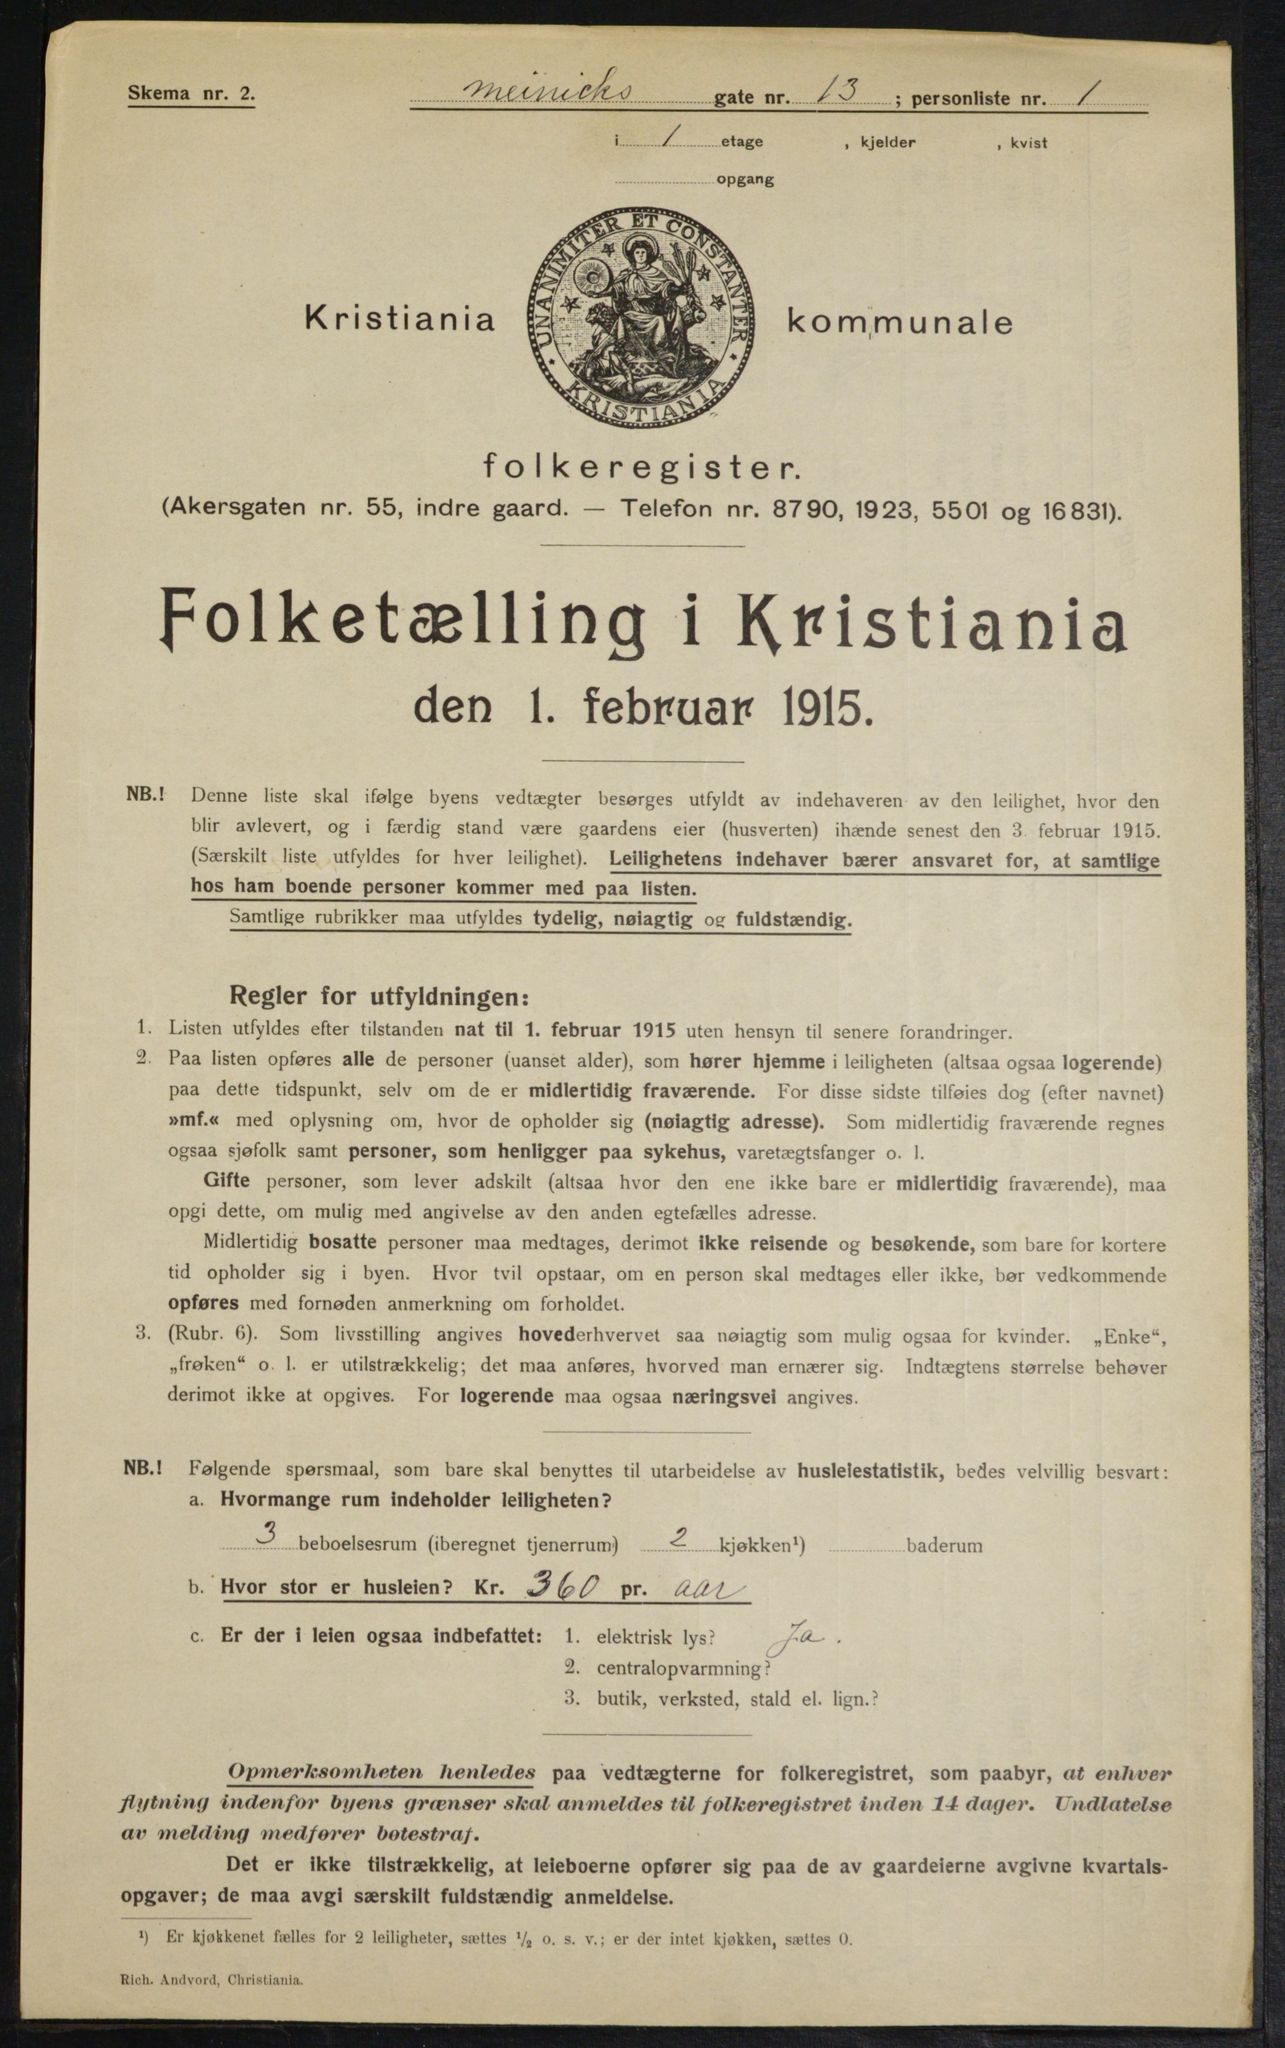 Skema nr. 2.
Meinicks gate nr. 13 ; personliste nr. 1
i 1 etage , kjelder , kvist
opgang
UNANIMITER ET CONSTANTER
KRISTIANIA
Kristiania kommunale
folkeregister.
(Akersgaten nr. 55, indre gaard. — Telefon nr. 8790, 1923, 5501 og 16831).
Folketælling i Kristiania
den 1. februar 1915.
NB.! Denne liste skal ifølge byens vedtægter besørges utfyldt av indehaveren av den leilighet, hvor den
blir avlevert, og i færdig stand være gaardens eier (husverten) ihænde senest den 3. februar 1915.
(Særskilt liste utfyldes for hver leilighet). Leilighetens indehaver bærer ansvaret for, at samtlige
hos ham boende personer kommer med paa listen.
Samtlige rubrikker maa utfyldes tydelig, nøiagtig og fuldstændig.
Regler for utfyldningen:
1. Listen utfyldes efter tilstanden nat til 1. februar 1915 uten hensyn til senere forandringer.
2. Paa listen opføres alle de personer (uanset alder), som hører hjemme i leiligheten (altsaa ogsaa logerende)
paa dette tidspunkt, selv om de er midlertidig fraværende. For disse sidste tilføies dog (efter navnet)
»mf.« med oplysning om, hvor de opholder sig (nøiagtig adresse). Som midlertidig fraværende regnes
ogsaa sjøfolk samt personer, som henligger paa sykehus, varetægtsfanger o. l.
Gifte personer, som lever adskilt (altsaa hvor den ene ikke bare er midlertidig fraværende), maa
opgi dette, om mulig med angivelse av den anden egtefælles adresse.
Midlertidig bosatte personer maa medtages, derimot ikke reisende og besøkende, som bare for kortere
tid opholder sig i byen. Hvor tvil opstaar, om en person skal medtages eller ikke, bør vedkommende
opføres med fornøden anmerkning om forholdet.
3. (Rubr. 6). Som livsstilling angives hovederhvervet saa nøiagtig som mulig ogsaa for kvinder. „Enke“,
„frøken“ o. l. er utilstrækkelig; det maa anføres, hvorved man ernærer sig. Indtægtens størrelse behøver
derimot ikke at opgives. For logerende maa ogsaa næringsvei angives.
NB.! Følgende spørsmaal, som bare skal benyttes til utarbeidelse av husleiestatistik, bedes velvillig besvart:
a. Hvormange rum indeholder leiligheten?
3 beboelsesrum (iberegnet tjenerrum) 2 kjøkken¹) baderum
b. Hvor stor er husleien? Kr. 360 pr. aar
c. Er der i leien ogsaa indbefattet: 1. elektrisk lys? Ja.
2. centralopvarmning?
3. butik, verksted, stald el. lign.?
Opmerksomheten henledes paa vedtægterne for folkeregistret, som paabyr, at enhver
flytning indenfor byens grænser skal anmeldes til folkeregistret inden 14 dager. Undlatelse
av melding medfører bøtestraf.
Det er ikke tilstrækkelig, at leieboerne opfører sig paa de av gaardeierne avgivne kvartals-
opgaver; de maa avgi særskilt fuldstændig anmeldelse.
¹) Er kjøkkenet fælles for 2 leiligheter, sættes ½ o. s. v.; er der intet kjøkken, sættes 0.
Rich. Andvord, Christiania.